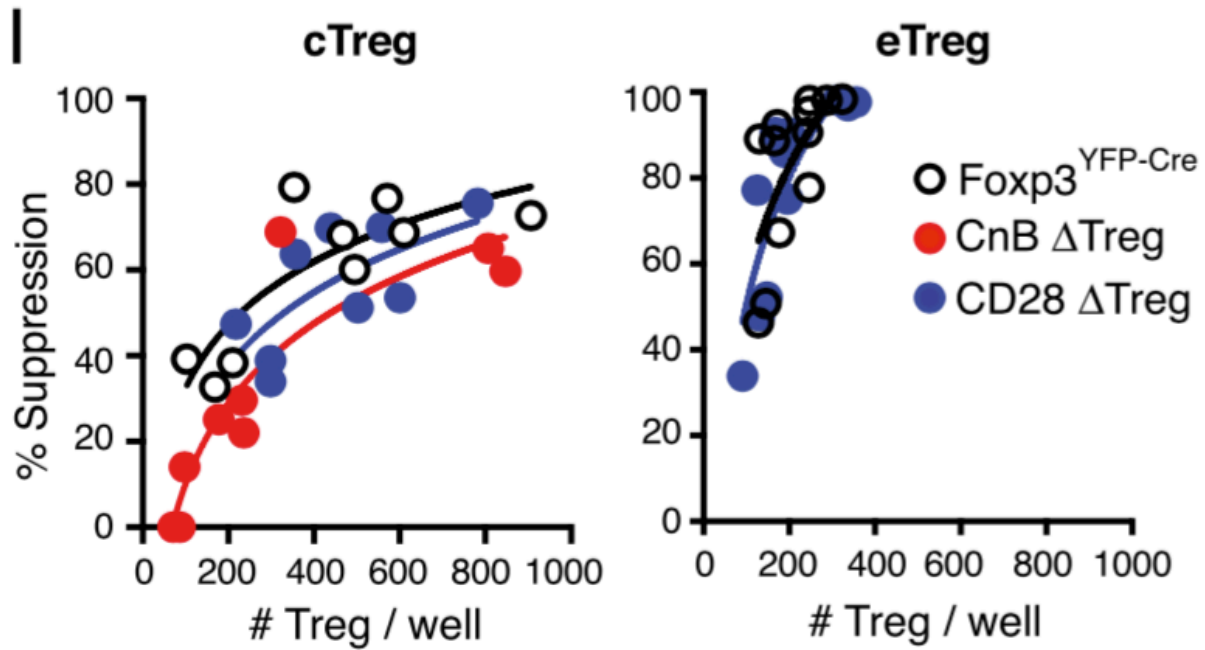 I
cTreg
eTreg
% Suppression
100
80
60
40
20
0
0 200 400 600 800 1000
# Treg / well
100
80
60
40
20
0
0 200 400 600 800 1000
# Treg / well
Foxp3YFP-Cre
CnB ΔTreg
CD28 ΔTreg